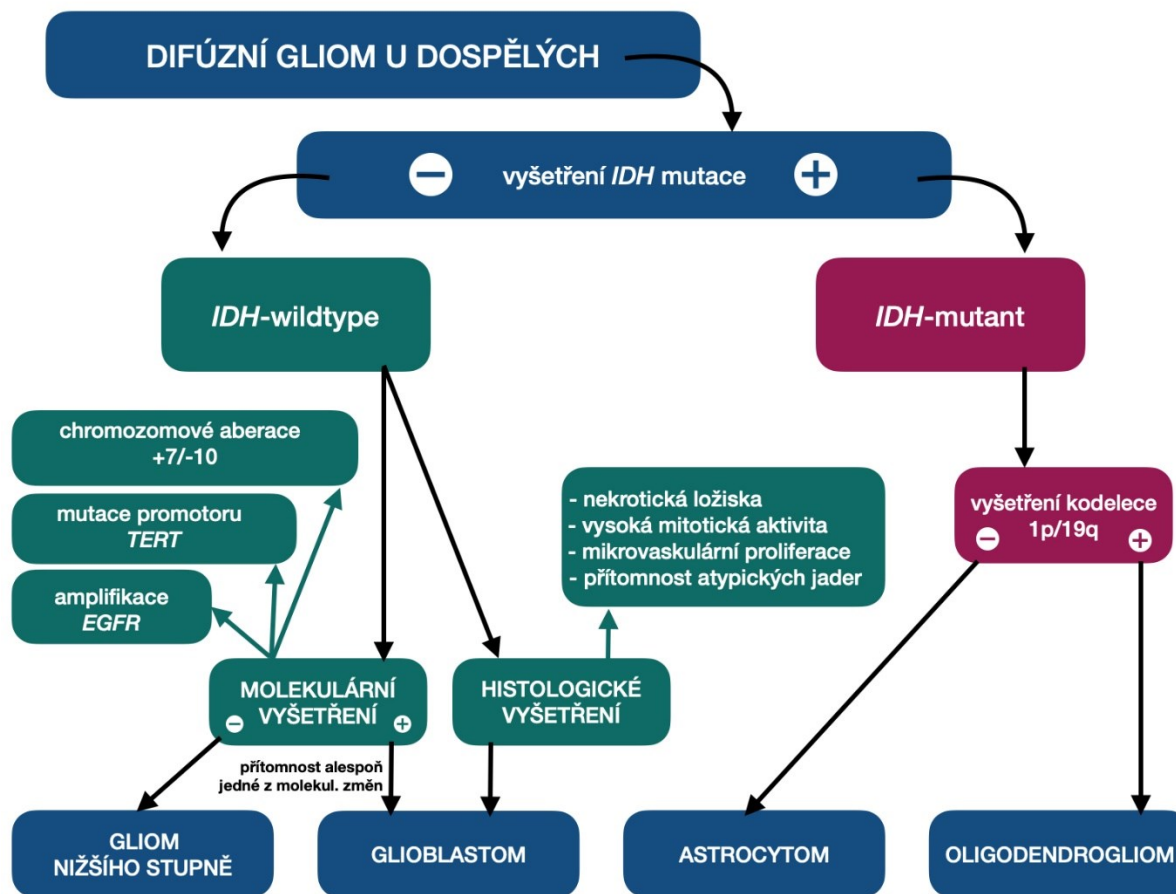 DIFÚZNÍ GLIOM U DOSPĚLÝCH
vyšetření IDH mutace
IDH-wildtype
IDH-mutant
chromozomové aberace
+7/-10
mutace promotoru
TERT
amplifikace
EGFR
- nekrotická ložiska
- vysoká mitotická aktivita
- mikrovaskulární proliferace
- přítomnost atypických jader
vyšetření kodelece
1p/19q
MOLEKULÁRNÍ
VYŠETŘENÍ
HISTOLOGICKÉ
VYŠETŘENÍ
přítomnost alespoň
jedné z molekul. změn
GLIOM
NIŽŠÍHO STUPNĚ
GLIOBLASTOM
ASTROCYTOM
OLIGODENDROGLIOM